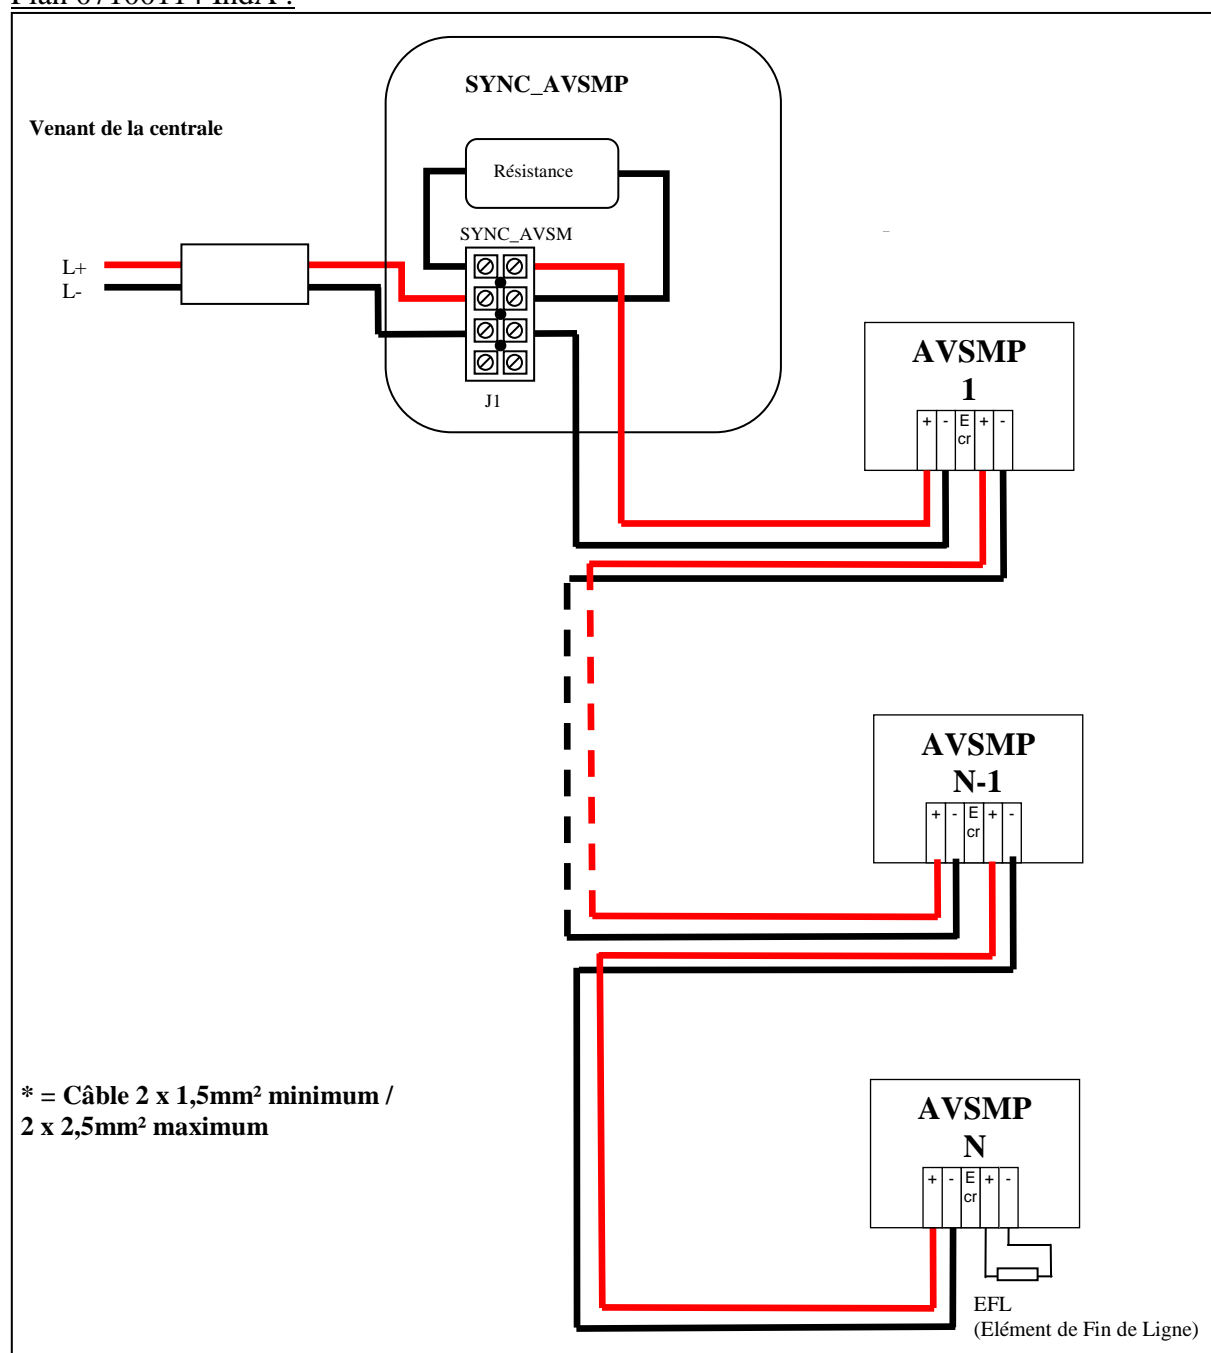 SYNC_AVSMP
Venant de la centrale
Résistance
SYNC_AVSM
L+
L-
J1
AVSMP
1
+ - E cr + -
AVSMP
N-1
+ - E cr + -
* = Câble 2 x 1,5mm² minimum /
2 x 2,5mm² maximum
AVSMP
N
+ - E cr + -
EFL
(Elément de Fin de Ligne)